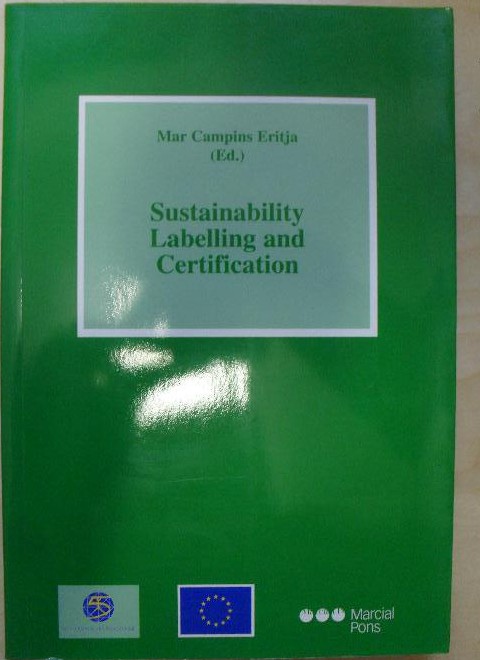 Mar Campins Eritja
(Ed.)
Sustainability
Labelling and
Certification
Marcial
Pons